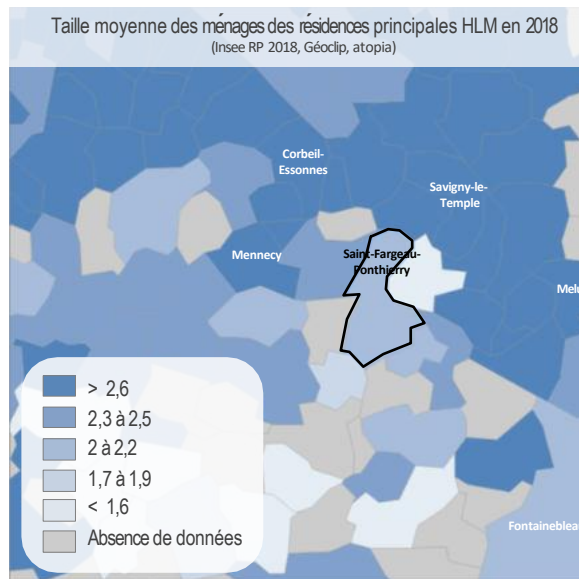 Taille moyenne des ménages des résidences principales HLM en 2018
(Insee RP 2018, Géoclip, atopia)
Corbeil-
Essonnes
Savigny-le-
Temple
Mennecy
Saint-Fargeau-
Ponthierry
Melu
> 2,6
2,3 à 2,5
2 à 2,2
1,7 à 1,9
< 1,6
Absence de données
Fontainebleau